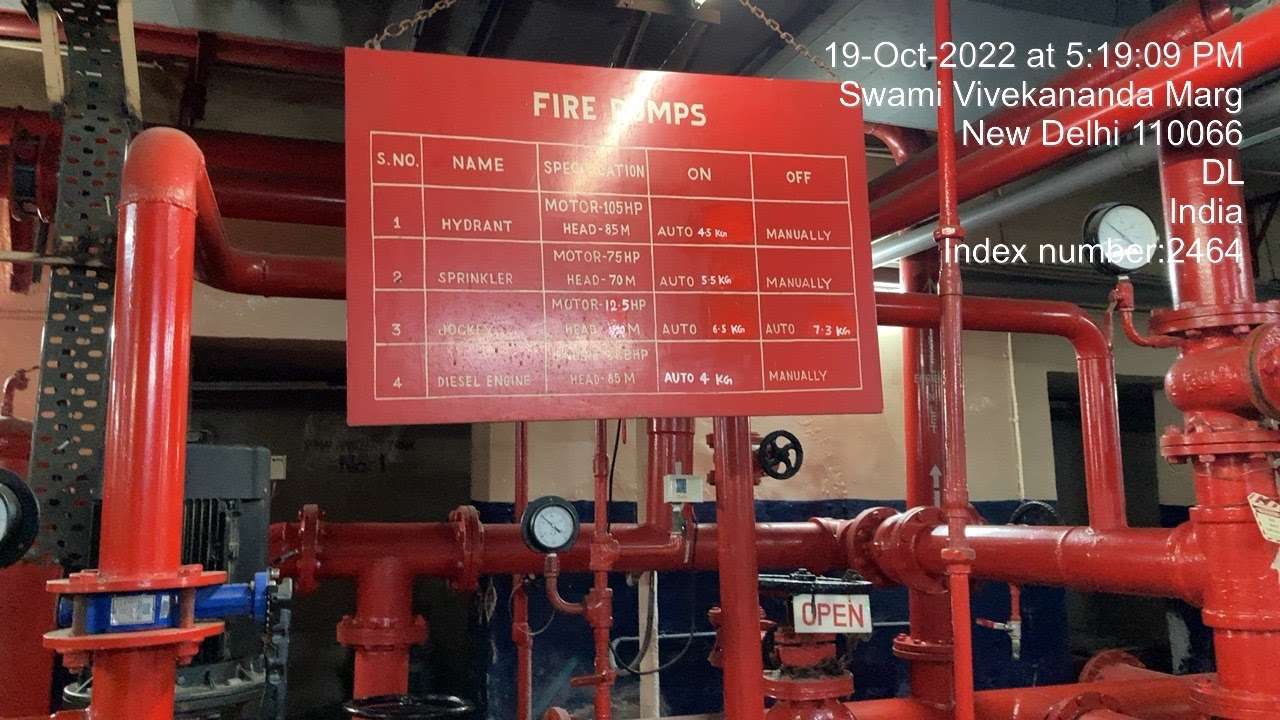 19-Oct-2022 at 5:19:09 PM
Swami Vivekananda Marg
New Delhi 110066
DL
India
Index number:2464
FIRE PUMPS
S.NO. NAME SPECIFICATION ON OFF
1 HYDRANT MOTOR-105HP HEAD-85M AUTO 4.5 KG MANUALLY
2 SPRINKLER MOTOR-75HP HEAD-70M AUTO 5.5 KG MANUALLY
3 JOCKEY MOTOR-12.5HP HEAD- M AUTO 6.5 KG AUTO 7.3 KG
4 DIESEL ENGINE HEAD-85M AUTO 4 KG MANUALLY
No. 1
OPEN